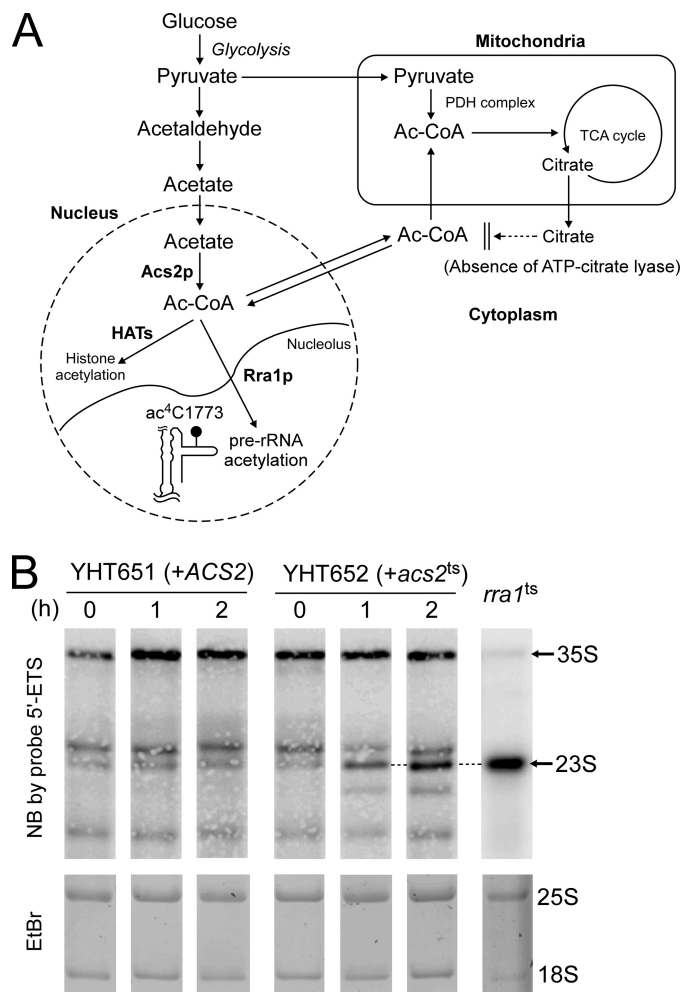 A
Glucose
Glycolysis
Mitochondria
Pyruvate
Pyruvate
PDH complex
Acetaldehyde
Ac-CoA
TCA cycle
Citrate
Acetate
Nucleus
Acetate
Ac-CoA
Citrate
Acs2p
(Absence of ATP-citrate lyase)
Ac-CoA
Cytoplasm
HATs
Nucleolus
Histone
acetylation
Rra1p
ac⁴C1773
pre-rRNA
acetylation
B
YHT651 (+ACS2)
YHT652 (+acs2ᵗˢ)
rra1ᵗˢ
(h) 0 1 2 0 1 2
NB by probe 5'-ETS
35S
23S
EtBr
25S
18S